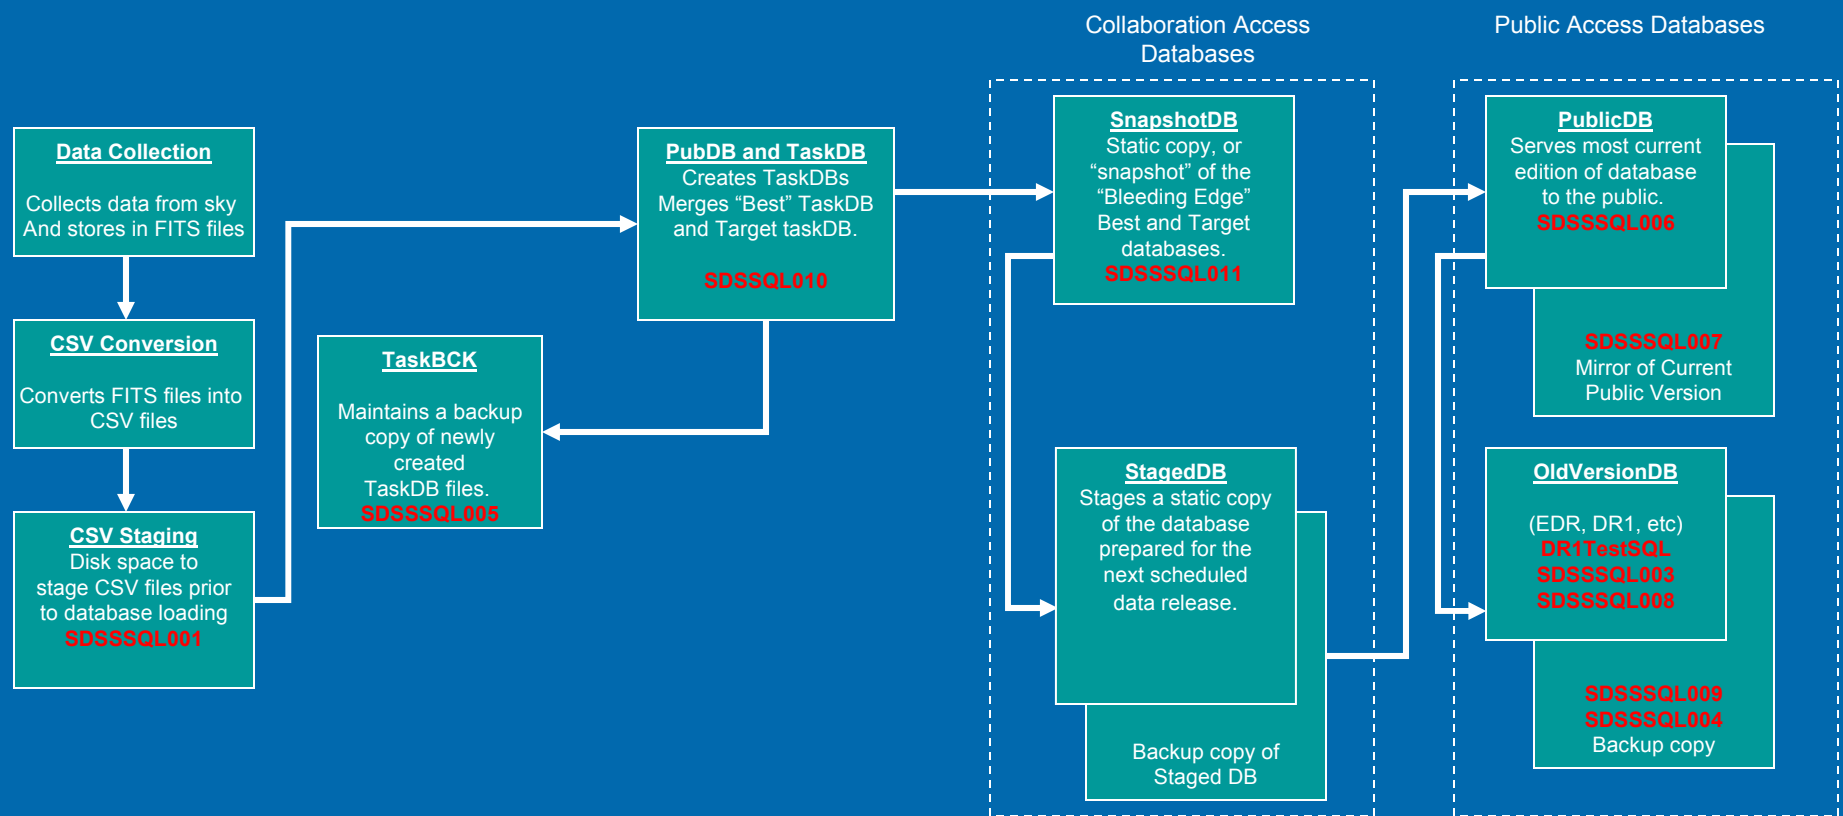 Collaboration Access
Databases
Public Access Databases
Data Collection
Collects data from sky
And stores in FITS files
CSV Conversion
Converts FITS files into
CSV files
CSV Staging
Disk space to
stage CSV files prior
to database loading
SDSSSQL001
PubDB and TaskDB
Creates TaskDBs
Merges “Best” TaskDB
and Target taskDB.
SDSSQL010
TaskBCK
Maintains a backup
copy of newly
created
TaskDB files.
SDSSSQL005
SnapshotDB
Static copy, or
“snapshot” of the
“Bleeding Edge”
Best and Target
databases.
SDSSSQL011
StagedDB
Stages a static copy
of the database
prepared for the
next scheduled
data release.
Backup copy of
Staged DB
PublicDB
Serves most current
edition of database
to the public.
SDSSSQL006
SDSSSQL007
Mirror of Current
Public Version
OldVersionDB
(EDR, DR1, etc)
DR1TestSQL
SDSSSQL003
SDSSSQL008
SDSSSQL009
SDSSSQL004
Backup copy